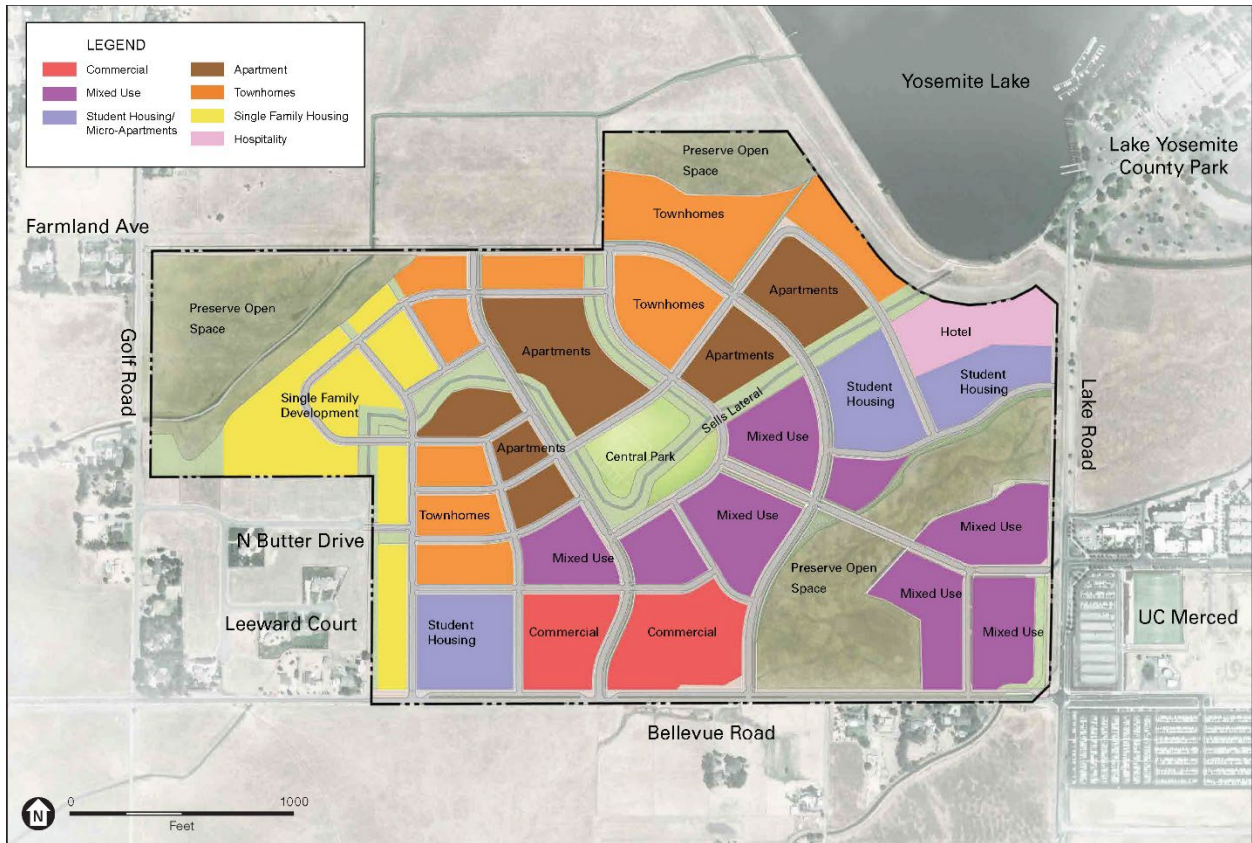 LEGEND
Commercial
Mixed Use
Student Housing/
Micro-Apartments
Apartment
Townhomes
Single Family Housing
Hospitality
Yosemite Lake
Lake Yosemite
County Park
Preserve Open
Space
Townhomes
Farmland Ave
Preserve Open
Space
Golf Road
Apartments
Townhomes
Apartments
Apartments
Hotel
Student
Housing
Student
Housing
Lake Road
Single Family
Development
Sells Lateral
Mixed Use
Apartments
Central Park
Townhomes
Mixed Use
Mixed Use
N Butter Drive
Mixed Use
Preserve Open
Space
Mixed Use
Leeward Court
Student
Housing
Commercial
Commercial
Mixed Use
UC Merced
Bellevue Road
N
0
1000
Feet